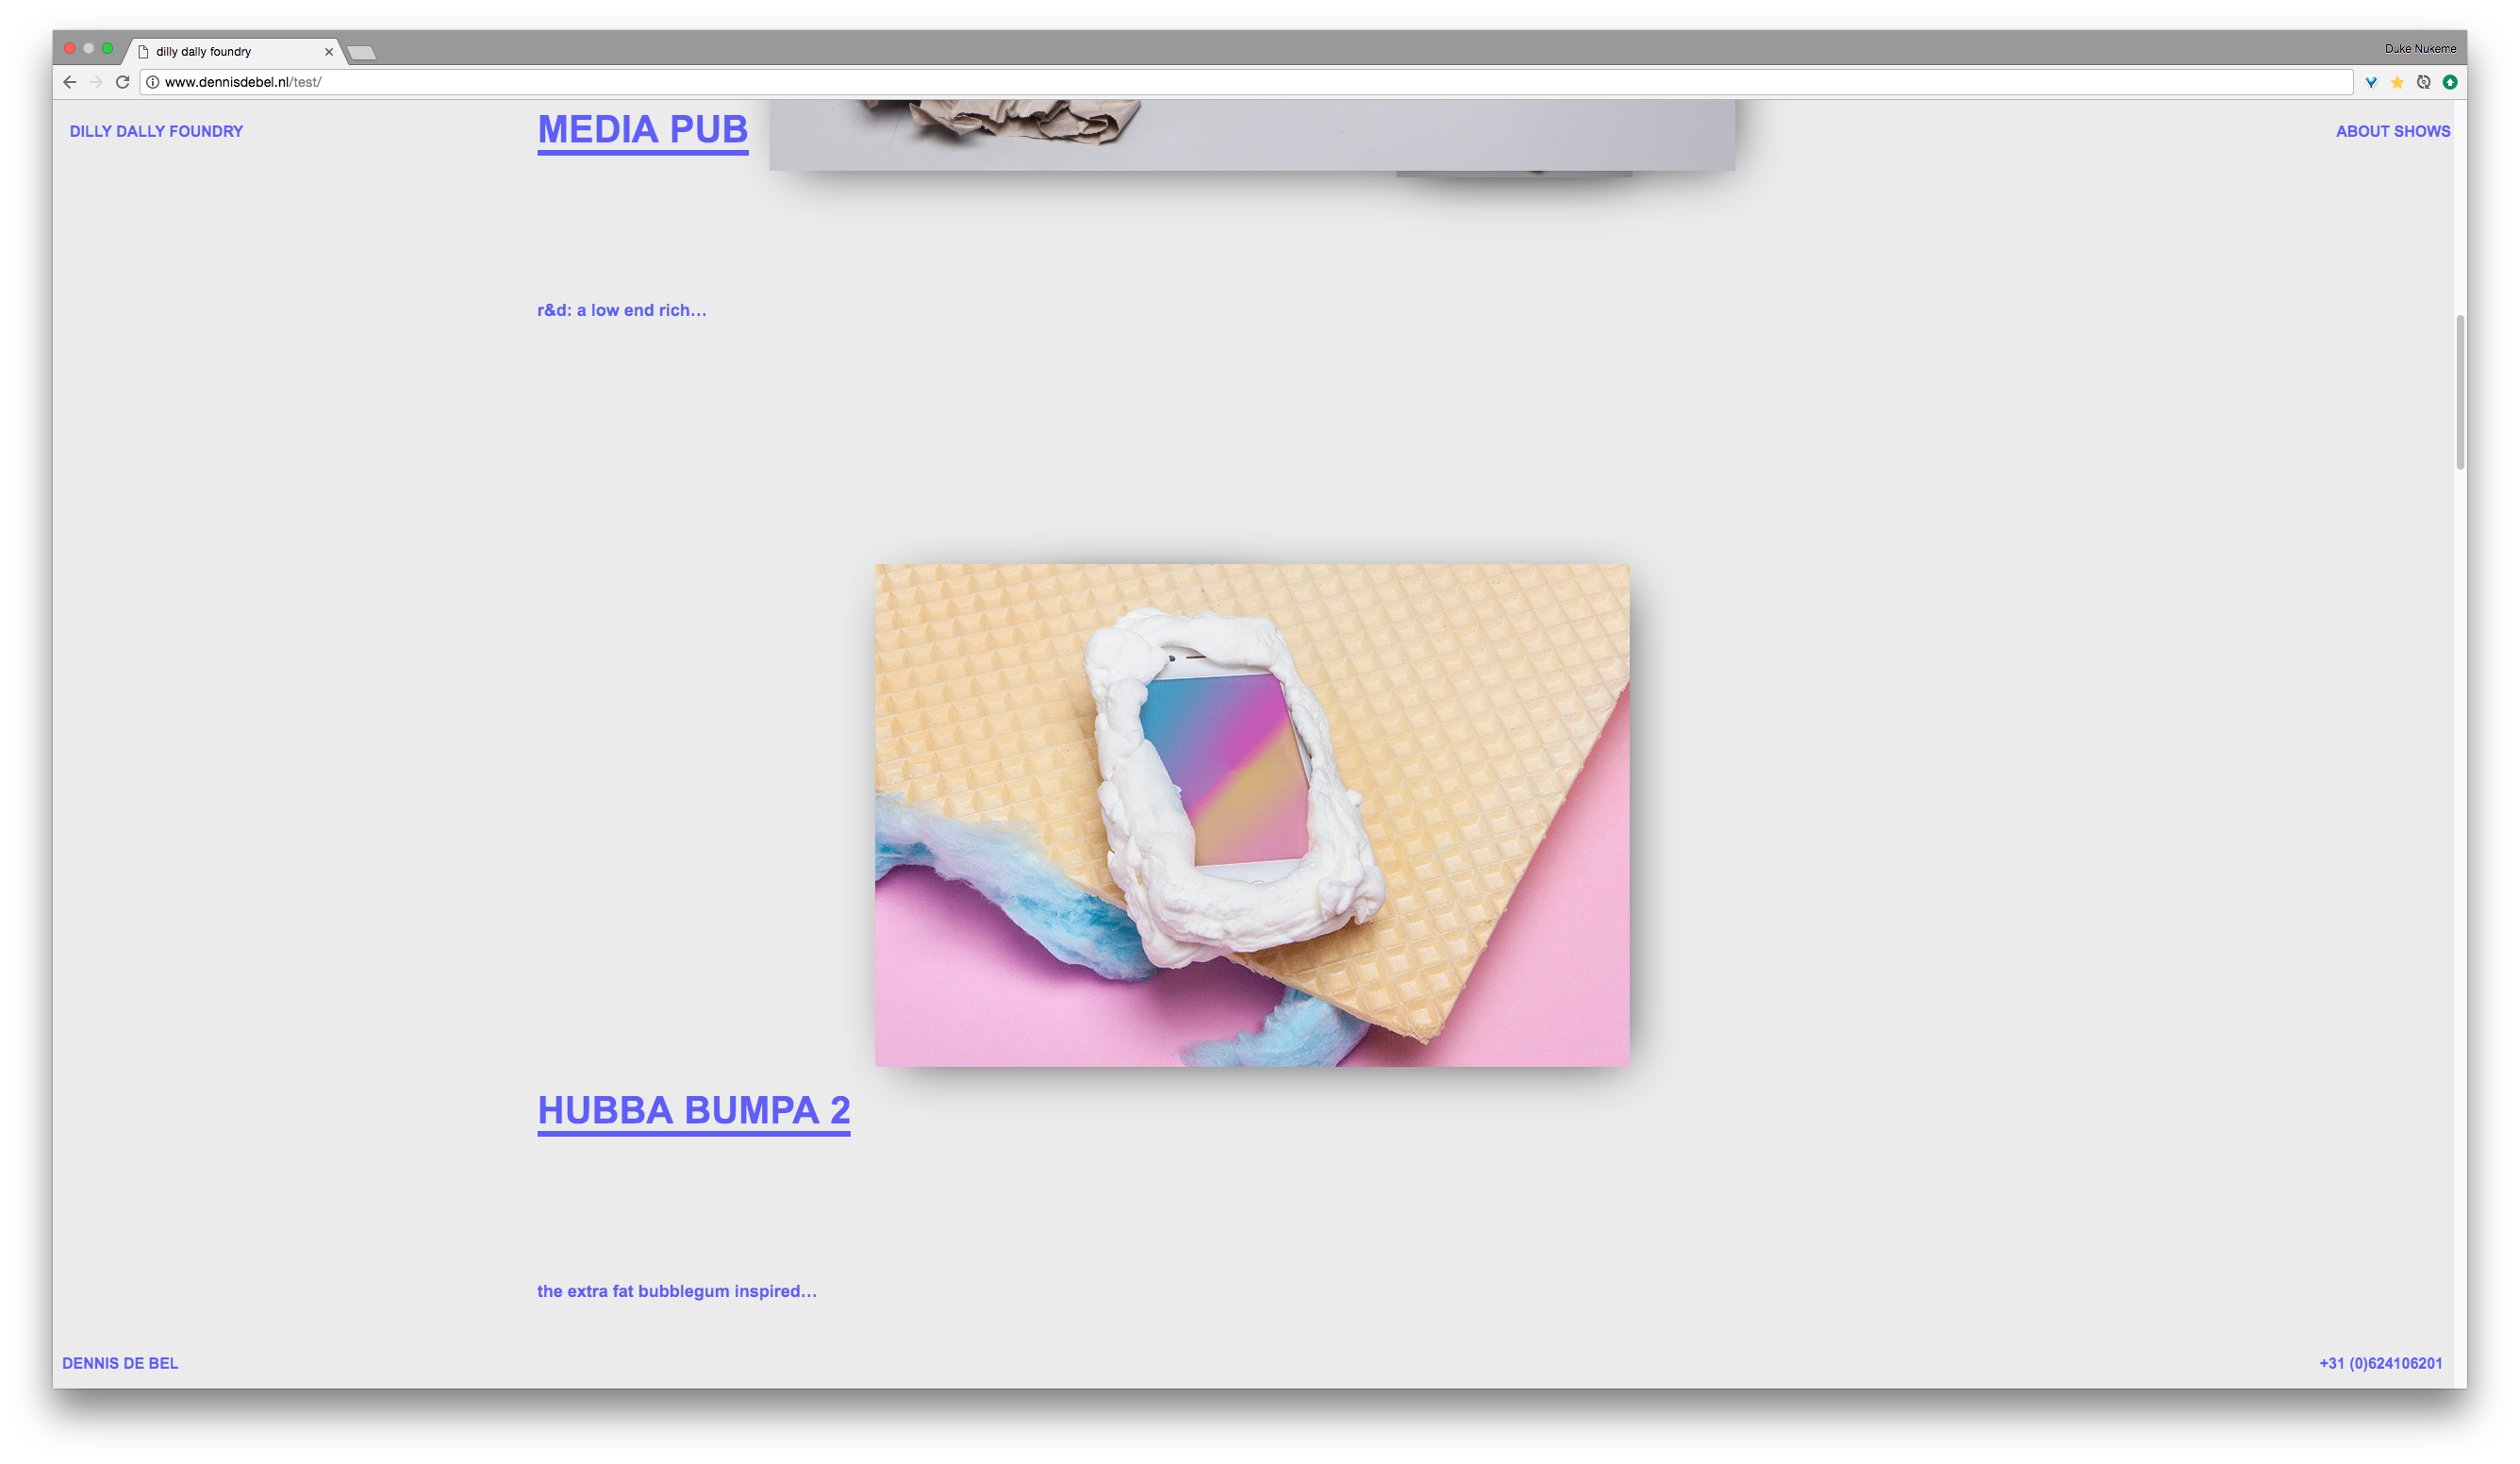 dilly dally foundry
Duke Nukeme
www.dennisdebel.nl/test/
DILLY DALLY FOUNDRY
MEDIA PUB
ABOUT SHOWS
r&d: a low end rich…
HUBBA BUMPA 2
the extra fat bubblegum inspired…
DENNIS DE BEL
+31 (0)624106201